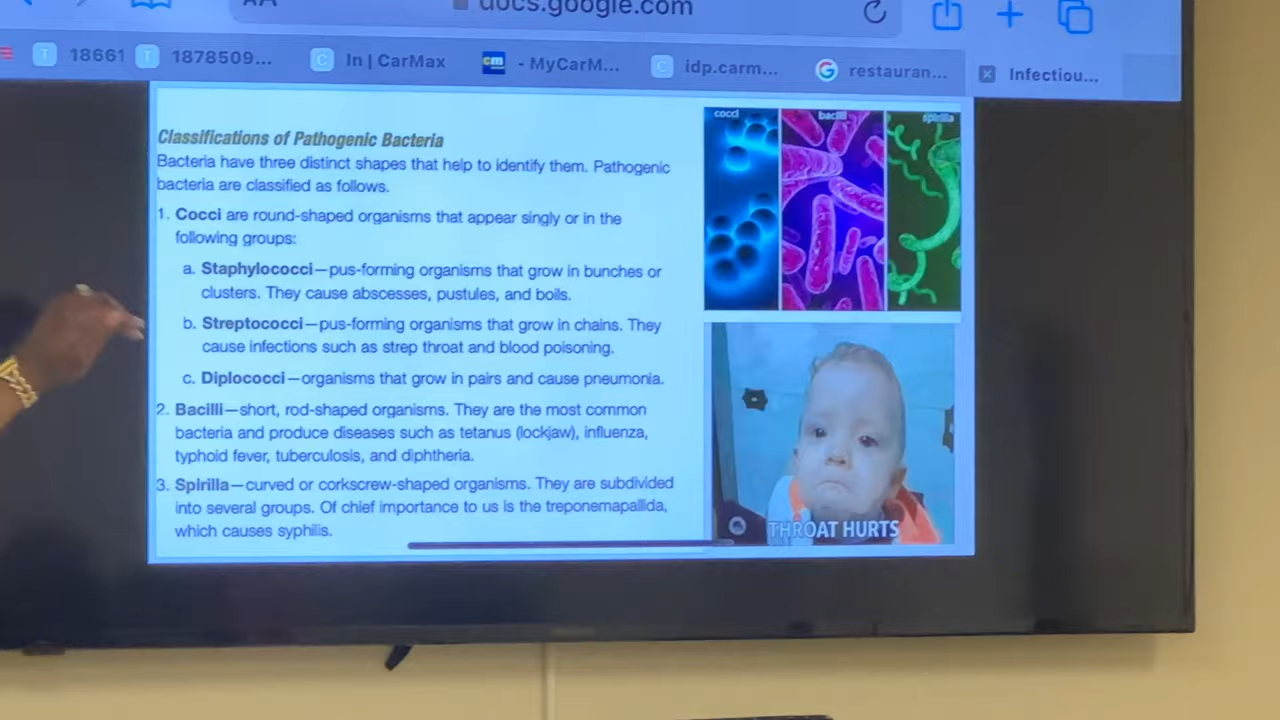 AA docs.google.com
T 18661 T 1878509... C In | CarMax cm - MyCarM... C idp.carm... G restauran... Infectiou...
Classifications of Pathogenic Bacteria
Bacteria have three distinct shapes that help to identify them. Pathogenic
bacteria are classified as follows.
1. Cocci are round-shaped organisms that appear singly or in the
following groups:
a. Staphylococci—pus-forming organisms that grow in bunches or
clusters. They cause abscesses, pustules, and boils.
b. Streptococci—pus-forming organisms that grow in chains. They
cause infections such as strep throat and blood poisoning.
c. Diplococci—organisms that grow in pairs and cause pneumonia.
2. Bacilli—short, rod-shaped organisms. They are the most common
bacteria and produce diseases such as tetanus (lockjaw), influenza,
typhoid fever, tuberculosis, and diphtheria.
3. Spirilla—curved or corkscrew-shaped organisms. They are subdivided
into several groups. Of chief importance to us is the treponemapallida,
which causes syphilis.
cocci bacilli spirilla
THROAT HURTS